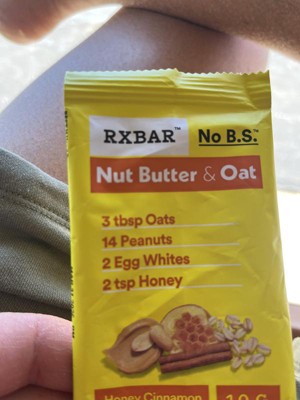 RXBAR™ No B.S.™
Nut Butter & Oat
3 tbsp Oats
14 Peanuts
2 Egg Whites
2 tsp Honey
Honey Cinnamon
10 G